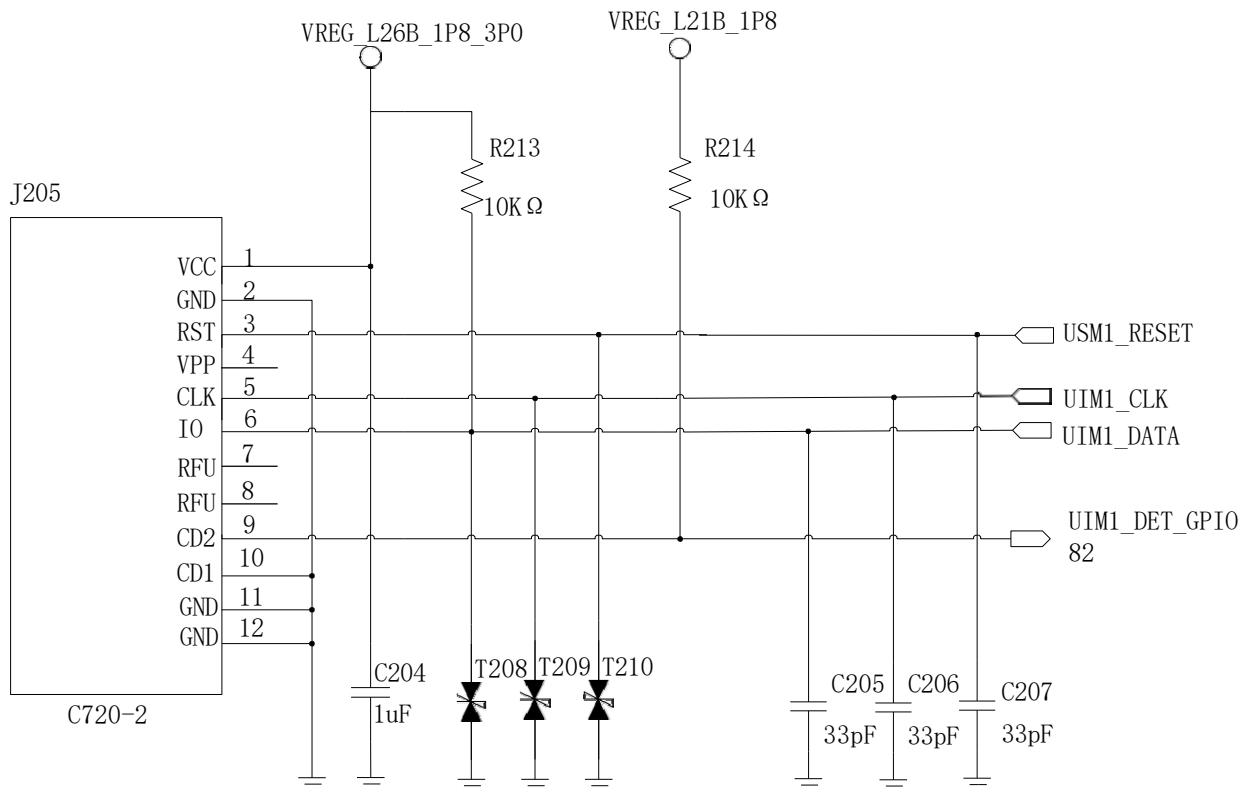 VREG_L26B_1P8_3P0
VREG_L21B_1P8
R213
10KΩ
R214
10KΩ
J205
VCC 1
GND 2
RST 3
VPP 4
CLK 5
IO 6
RFU 7
RFU 8
CD2 9
CD1 10
GND 11
GND 12
C720-2
USM1_RESET
UIM1_CLK
UIM1_DATA
UIM1_DET_GPIO
82
C204
1uF
T208
T209
T210
C205
33pF
C206
33pF
C207
33pF